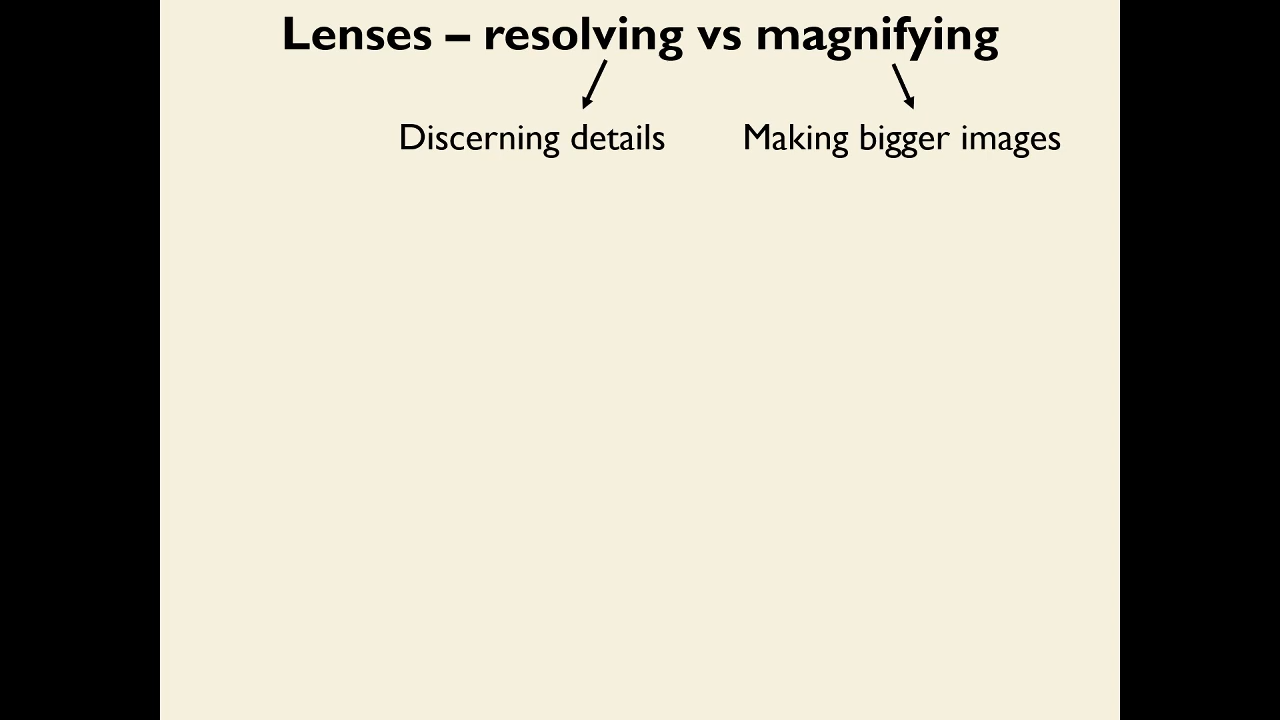 Lenses – resolving vs magnifying
Discerning details Making bigger images